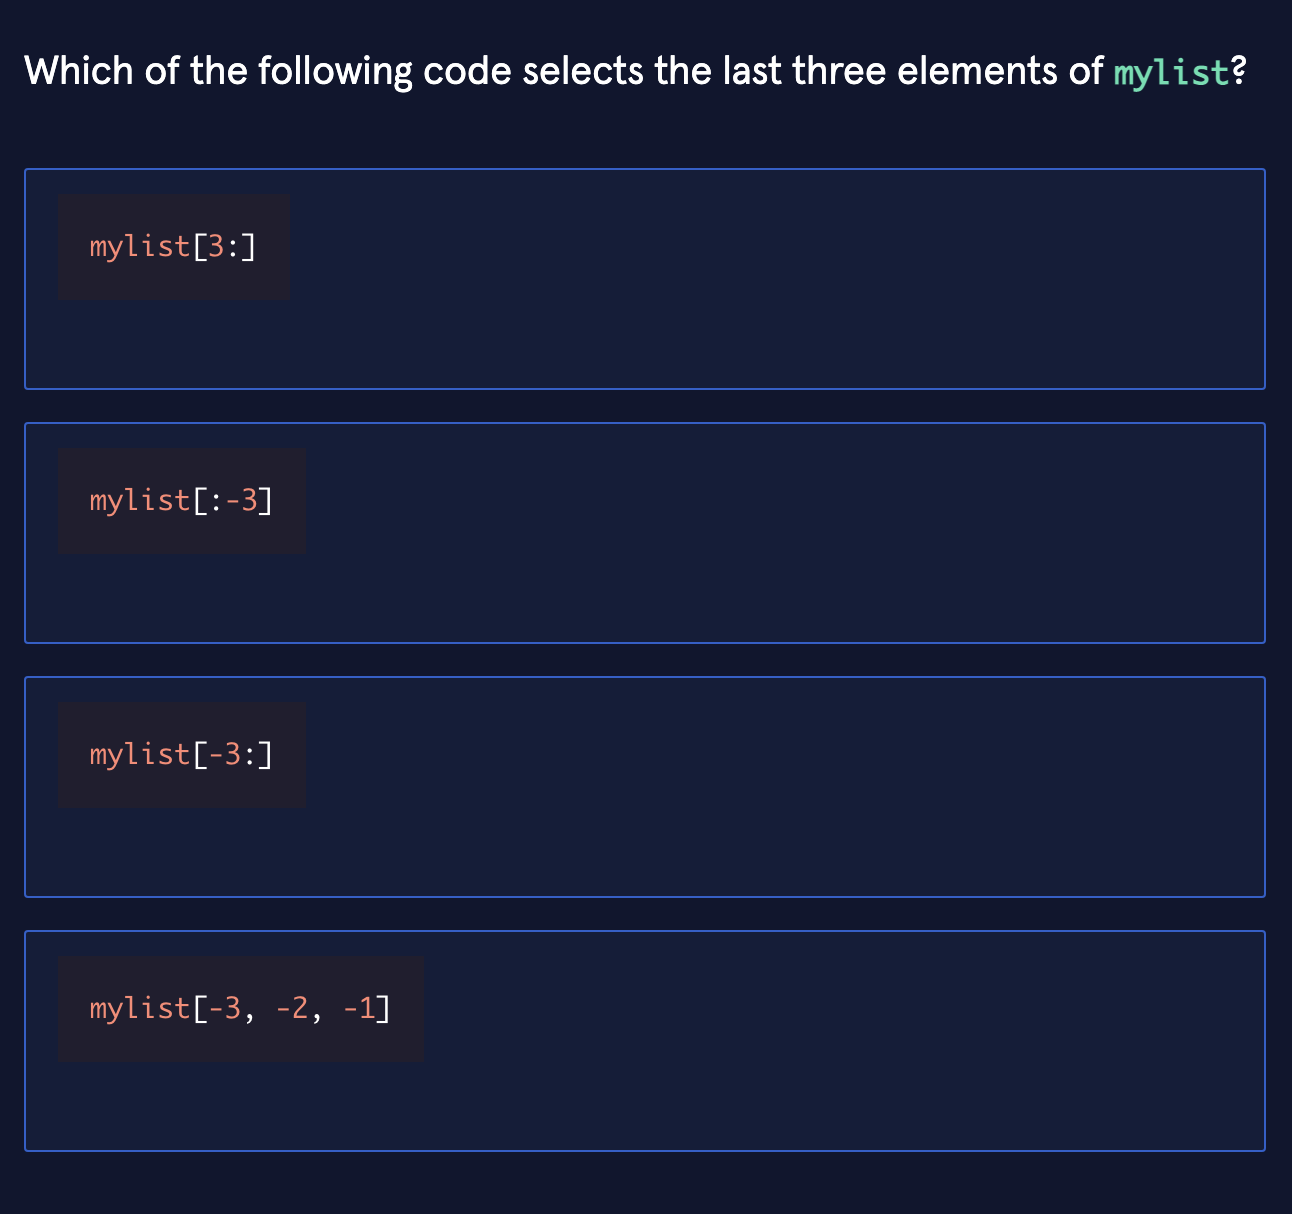 Which of the following code selects the last three elements of mylist?
mylist[3:]
mylist[:-3]
mylist[-3:]
mylist[-3, -2, -1]